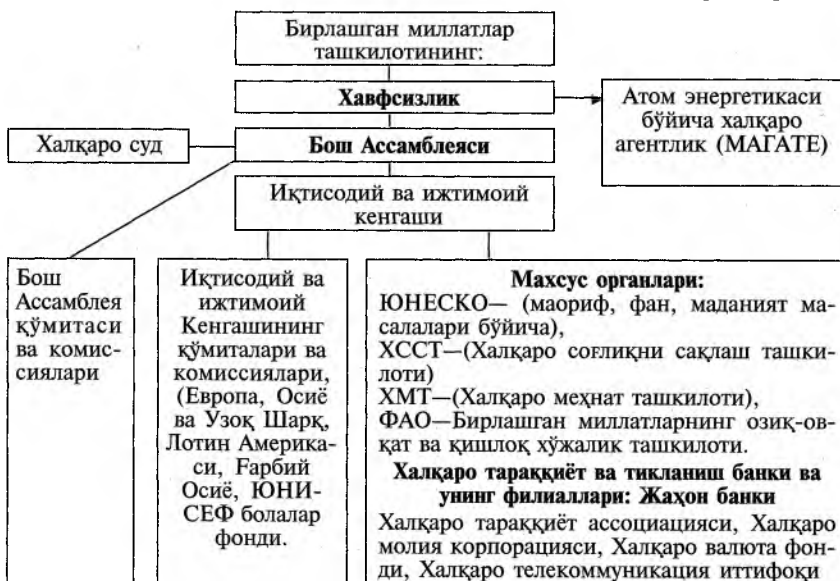 Бирлашган миллатлар
ташкилотининг:
Хавфсизлик
Атом энергетикаси
бўйича халқаро
агентлик (МАГАТЕ)
Халқаро суд
Бош Ассамблеяси
Иқтисодий ва ижтимоий
кенгаши
Бош
Ассамблея
қўмитаси
ва комис-
сиялари
Иқтисодий ва
ижтимоий
Кенгашининг
қўмиталари ва
комиссиялари,
(Европа, Осиё
ва Узоқ Шарқ,
Лотин Америка-
си, Ғарбий
Осиё, ЮНИ-
СЕФ болалар
фонди.
Махсус органлари:
ЮНЕСКО— (маориф, фан, маданият ма-
салалари бўйича),
ХССТ—(Халқаро соғлиқни сақлаш ташки-
лоти)
ХМТ—(Халқаро меҳнат ташкилоти),
ФАО—Бирлашган миллатларнинг озиқ-ов-
қат ва қишлоқ хўжалик ташкилоти.
Халқаро тараққиёт ва тикланиш банки ва
унинг филиаллари: Жаҳон банки
Халқаро тараққиёт ассоциацияси, Халқаро
молия корпорацияси, Халқаро валюта фон-
ди, Халқаро телекоммуникация иттифоқи